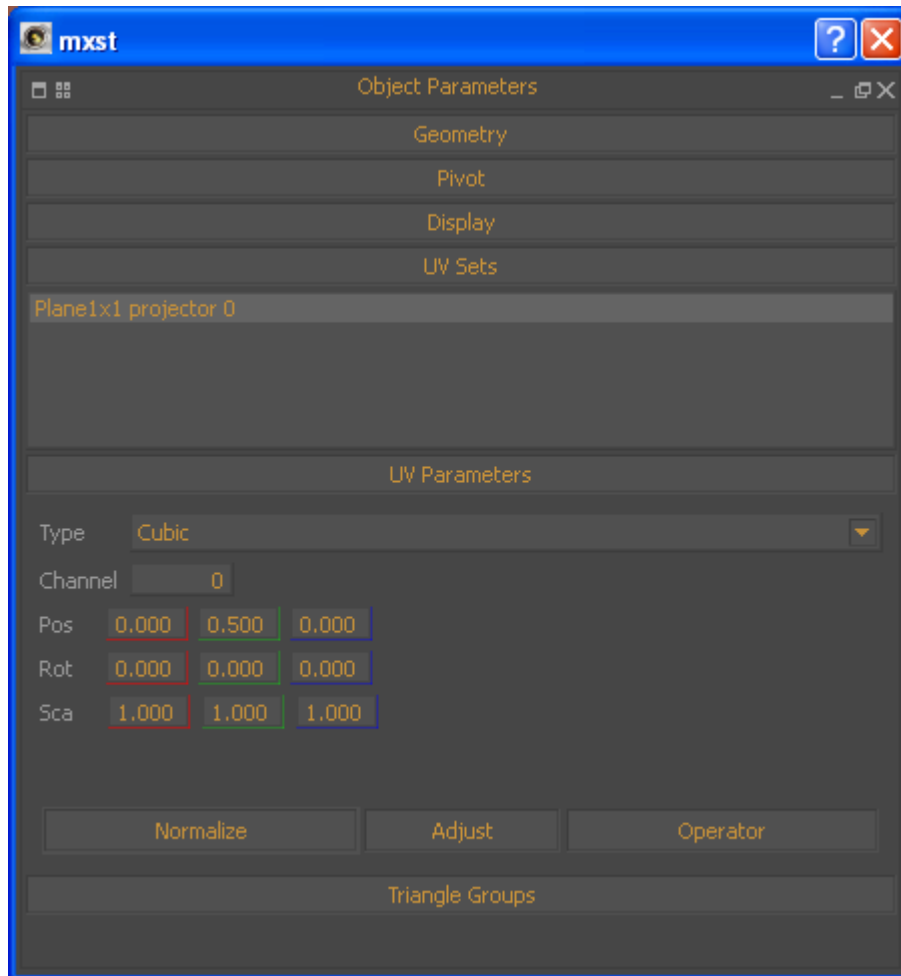 mxst
Object Parameters
Geometry
Pivot
Display
UV Sets
Plane1x1 projector 0
UV Parameters
Type Cubic
Channel 0
Pos 0.000 0.500 0.000
Rot 0.000 0.000 0.000
Sca 1.000 1.000 1.000
Normalize Adjust Operator
Triangle Groups